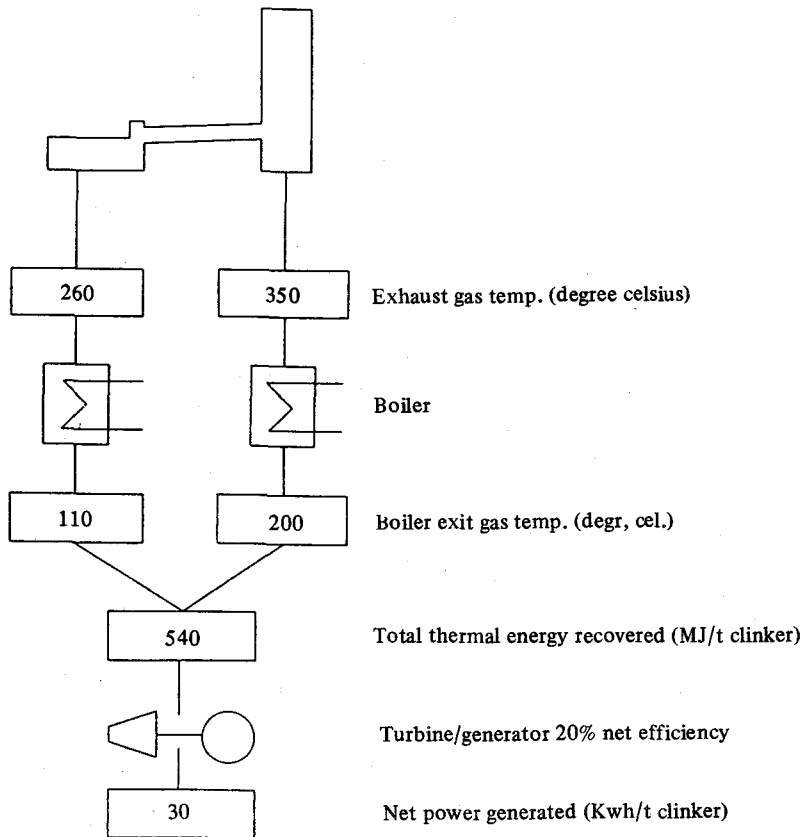 260 350 Exhaust gas temp. (degree celsius)
Boiler
110 200 Boiler exit gas temp. (degr, cel.)
540 Total thermal energy recovered (MJ/t clinker)
Turbine/generator 20% net efficiency
30 Net power generated (Kwh/t clinker)